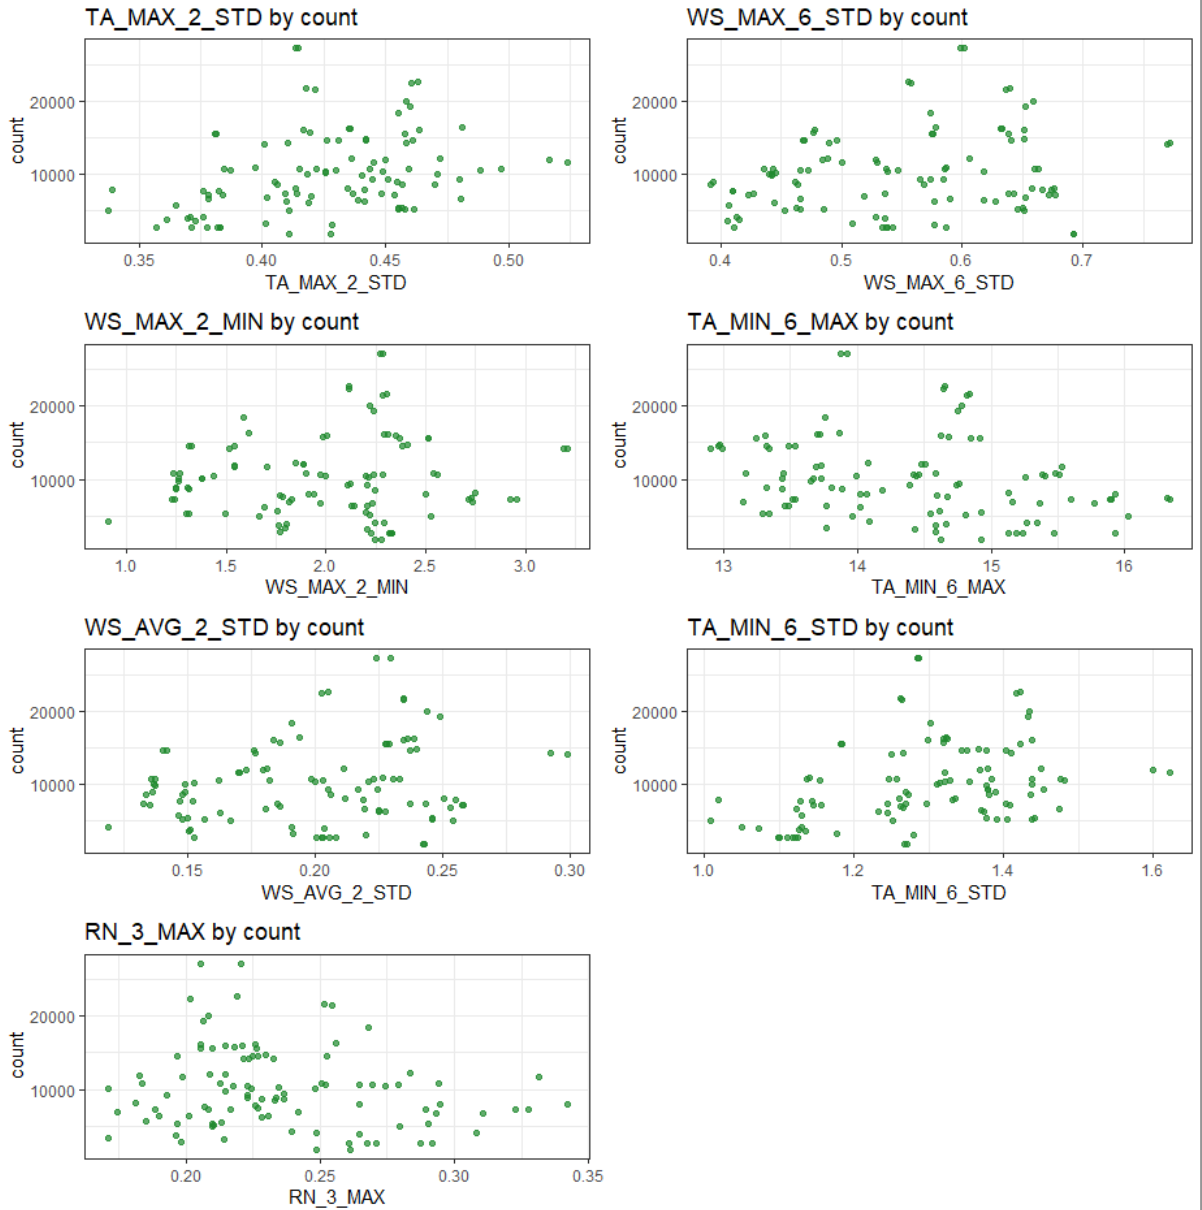 TA_MAX_2_STD by count
count
20000
10000
0.35 0.40 0.45 0.50
TA_MAX_2_STD
WS_MAX_6_STD by count
count
20000
10000
0.4 0.5 0.6 0.7
WS_MAX_6_STD
WS_MAX_2_MIN by count
count
20000
10000
1.0 1.5 2.0 2.5 3.0
WS_MAX_2_MIN
TA_MIN_6_MAX by count
count
20000
10000
13 14 15 16
TA_MIN_6_MAX
WS_AVG_2_STD by count
count
20000
10000
0.15 0.20 0.25 0.30
WS_AVG_2_STD
TA_MIN_6_STD by count
count
20000
10000
1.0 1.2 1.4 1.6
TA_MIN_6_STD
RN_3_MAX by count
count
20000
10000
0.20 0.25 0.30 0.35
RN_3_MAX